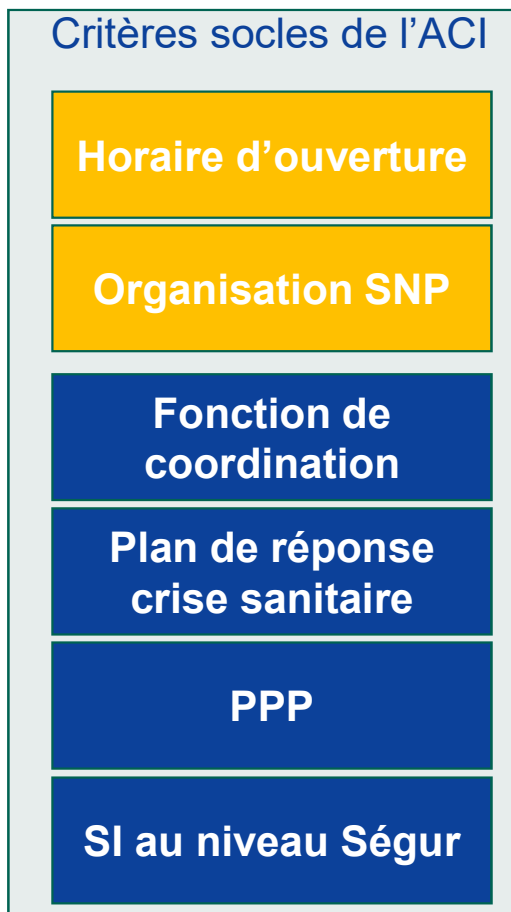 Critères socles de l’ACI
Horaire d’ouverture
Organisation SNP
Fonction de
coordination
Plan de réponse
crise sanitaire
PPP
SI au niveau Ségur